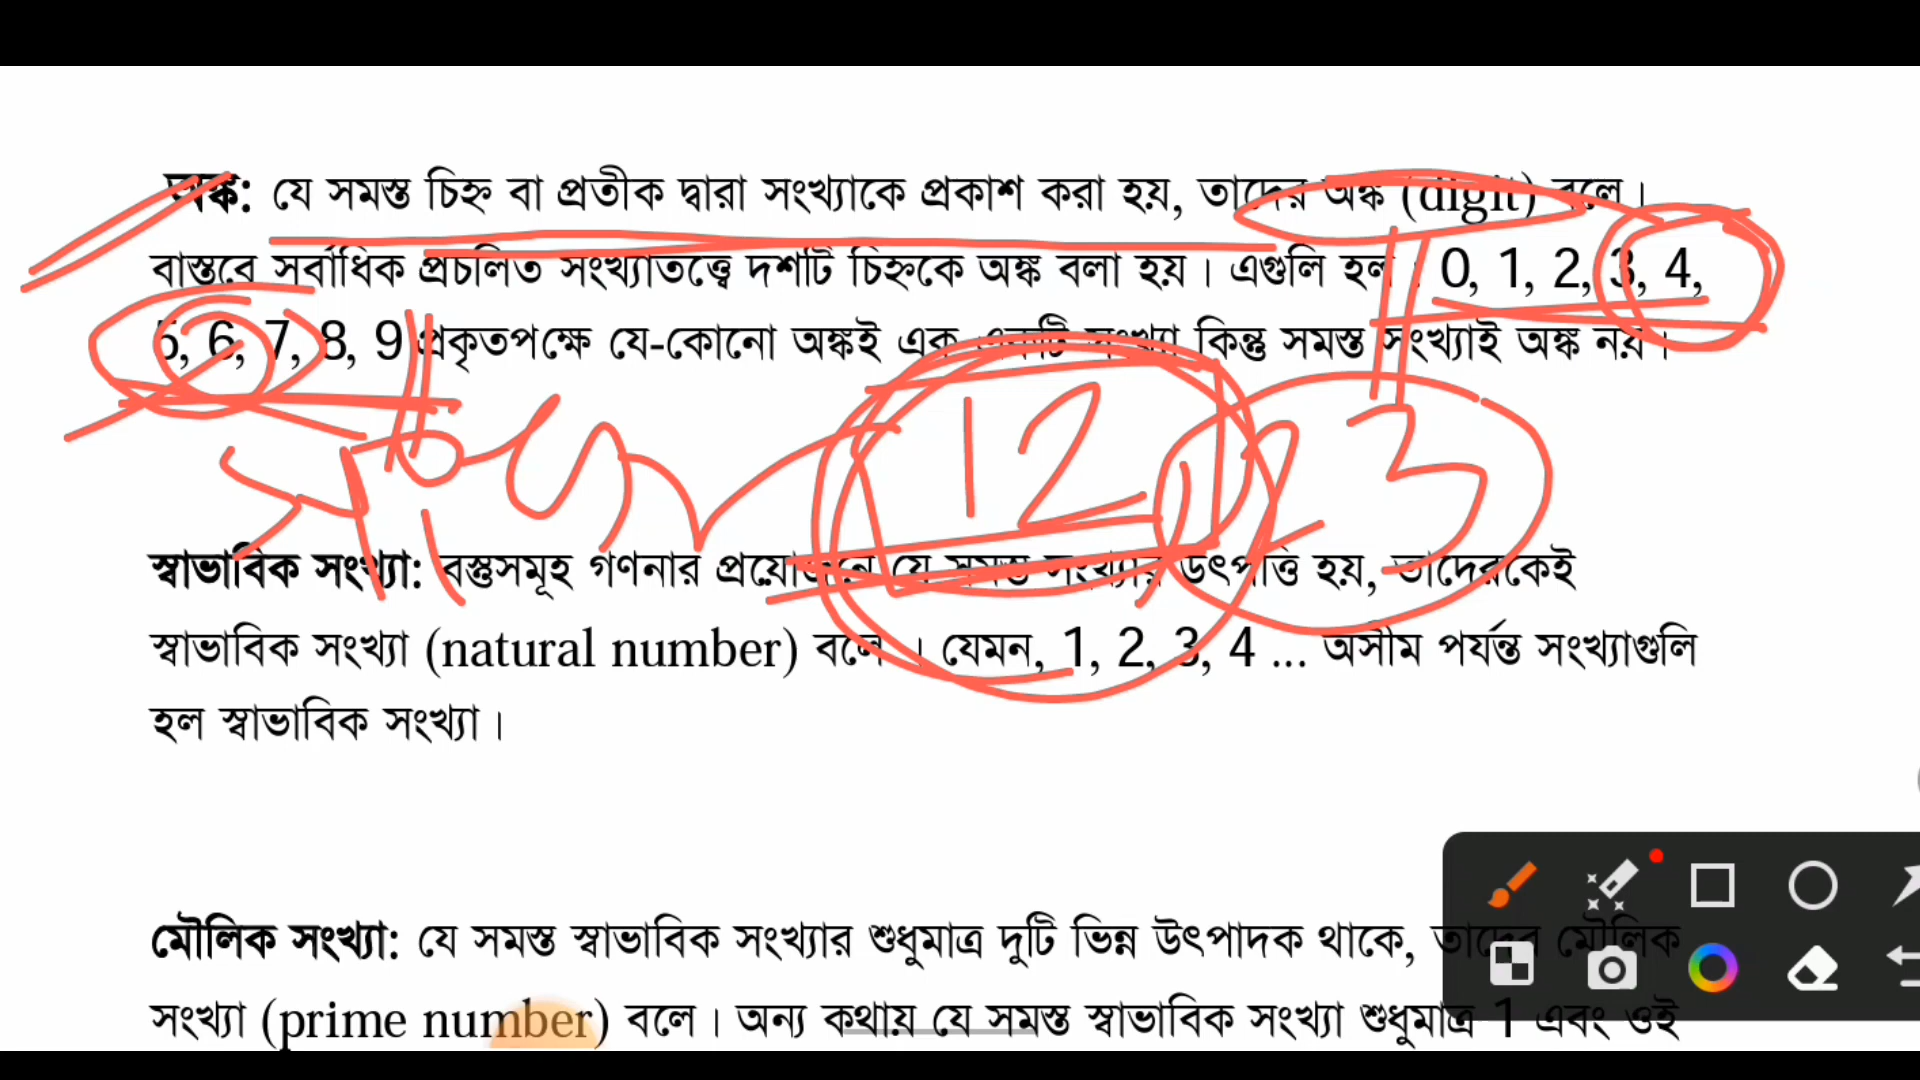 অঙ্ক: যে সমস্ত চিহ্ন বা প্রতীক দ্বারা সংখ্যাকে প্রকাশ করা হয়, তাদের অঙ্ক (digit) বলে।
বাস্তবে সর্বাধিক প্রচলিত সংখ্যাতত্ত্বে দশটি চিহ্নকে অঙ্ক বলা হয়। এগুলি হল : 0, 1, 2, 3, 4,
5, 6, 7, 8, 9 প্রকৃতপক্ষে যে-কোনো অঙ্কই এক একটি সংখ্যা কিন্তু সমস্ত সংখ্যাই অঙ্ক নয়।
সংখ্যা 12 123
স্বাভাবিক সংখ্যা: বস্তুসমূহ গণনার প্রয়োজনে যে সমস্ত সংখ্যার উৎপত্তি হয়, তাদেরকেই
স্বাভাবিক সংখ্যা (natural number) বলে । যেমন, 1, 2, 3, 4 ... অসীম পর্যন্ত সংখ্যাগুলি
হল স্বাভাবিক সংখ্যা।
মৌলিক সংখ্যা: যে সমস্ত স্বাভাবিক সংখ্যার শুধুমাত্র দুটি ভিন্ন উৎপাদক থাকে, তাদের মৌলিক
সংখ্যা (prime number) বলে। অন্য কথায় যে সমস্ত স্বাভাবিক সংখ্যা শুধুমাত্র 1 এবং ওই